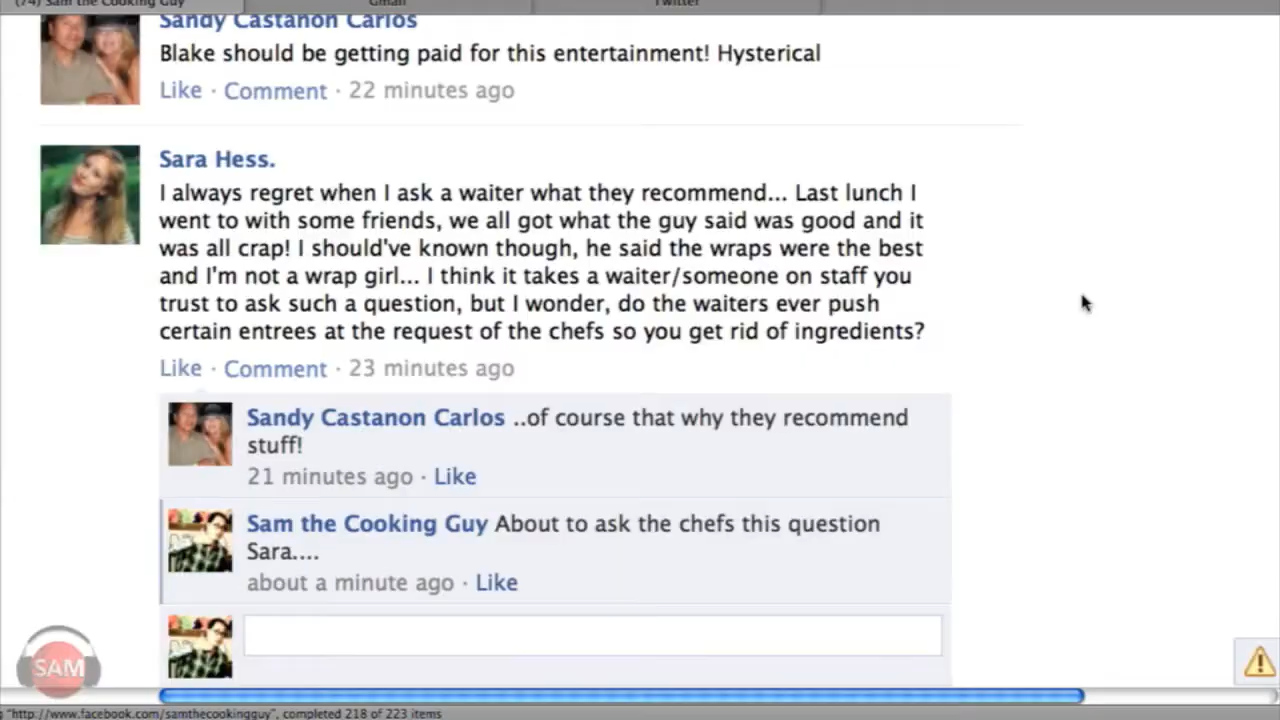 (74) Sam the Cooking Guy
Gmail
Twitter
Sandy Castanon Carlos
Blake should be getting paid for this entertainment! Hysterical
Like · Comment · 22 minutes ago
Sara Hess.
I always regret when I ask a waiter what they recommend... Last lunch I
went to with some friends, we all got what the guy said was good and it
was all crap! I should've known though, he said the wraps were the best
and I'm not a wrap girl... I think it takes a waiter/someone on staff you
trust to ask such a question, but I wonder, do the waiters ever push
certain entrees at the request of the chefs so you get rid of ingredients?
Like · Comment · 23 minutes ago
Sandy Castanon Carlos ..of course that why they recommend
stuff!
21 minutes ago · Like
Sam the Cooking Guy About to ask the chefs this question
Sara....
about a minute ago · Like
SAM
"http://www.facebook.com/samthecookingguy", completed 218 of 223 items